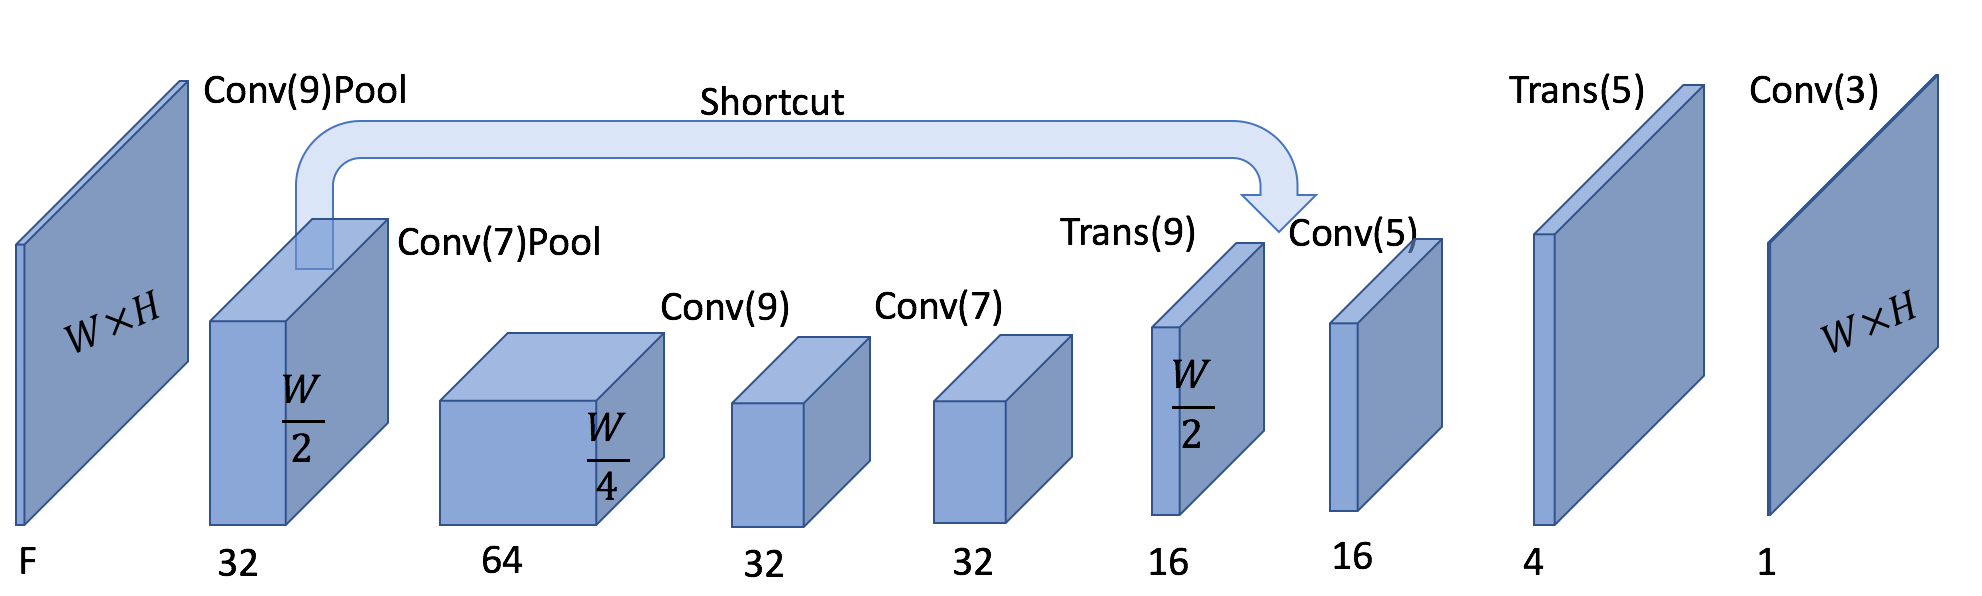 Conv(9)Pool
Shortcut
Trans(5)
Conv(3)
Conv(7)Pool
Trans(9)
Conv(5)
Conv(9)
Conv(7)
W×H
W×H
W
2
W
4
W
2
F
32
64
32
32
16
16
4
1